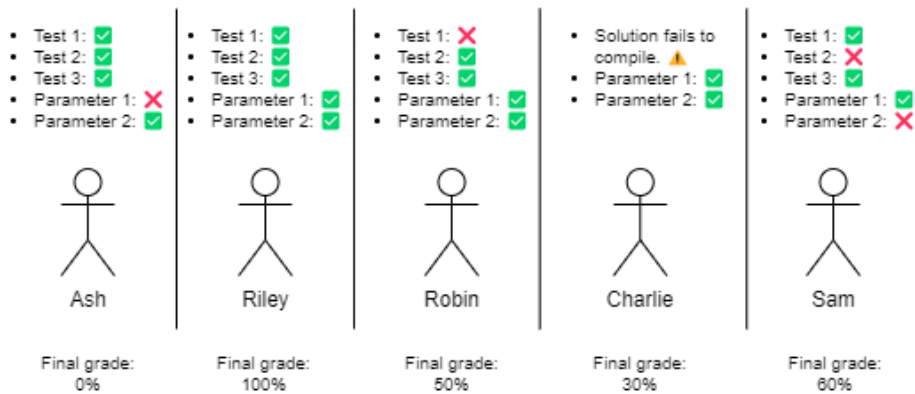 Test 1: ✅
Test 2: ✅
Test 3: ✅
Parameter 1: ❌
Parameter 2: ✅
Ash
Final grade:
0%
Test 1: ✅
Test 2: ✅
Test 3: ✅
Parameter 1: ✅
Parameter 2: ✅
Riley
Final grade:
100%
Test 1: ❌
Test 2: ✅
Test 3: ✅
Parameter 1: ✅
Parameter 2: ✅
Robin
Final grade:
50%
Solution fails to
compile. ⚠️
Parameter 1: ✅
Parameter 2: ✅
Charlie
Final grade:
30%
Test 1: ✅
Test 2: ❌
Test 3: ✅
Parameter 1: ✅
Parameter 2: ❌
Sam
Final grade:
60%